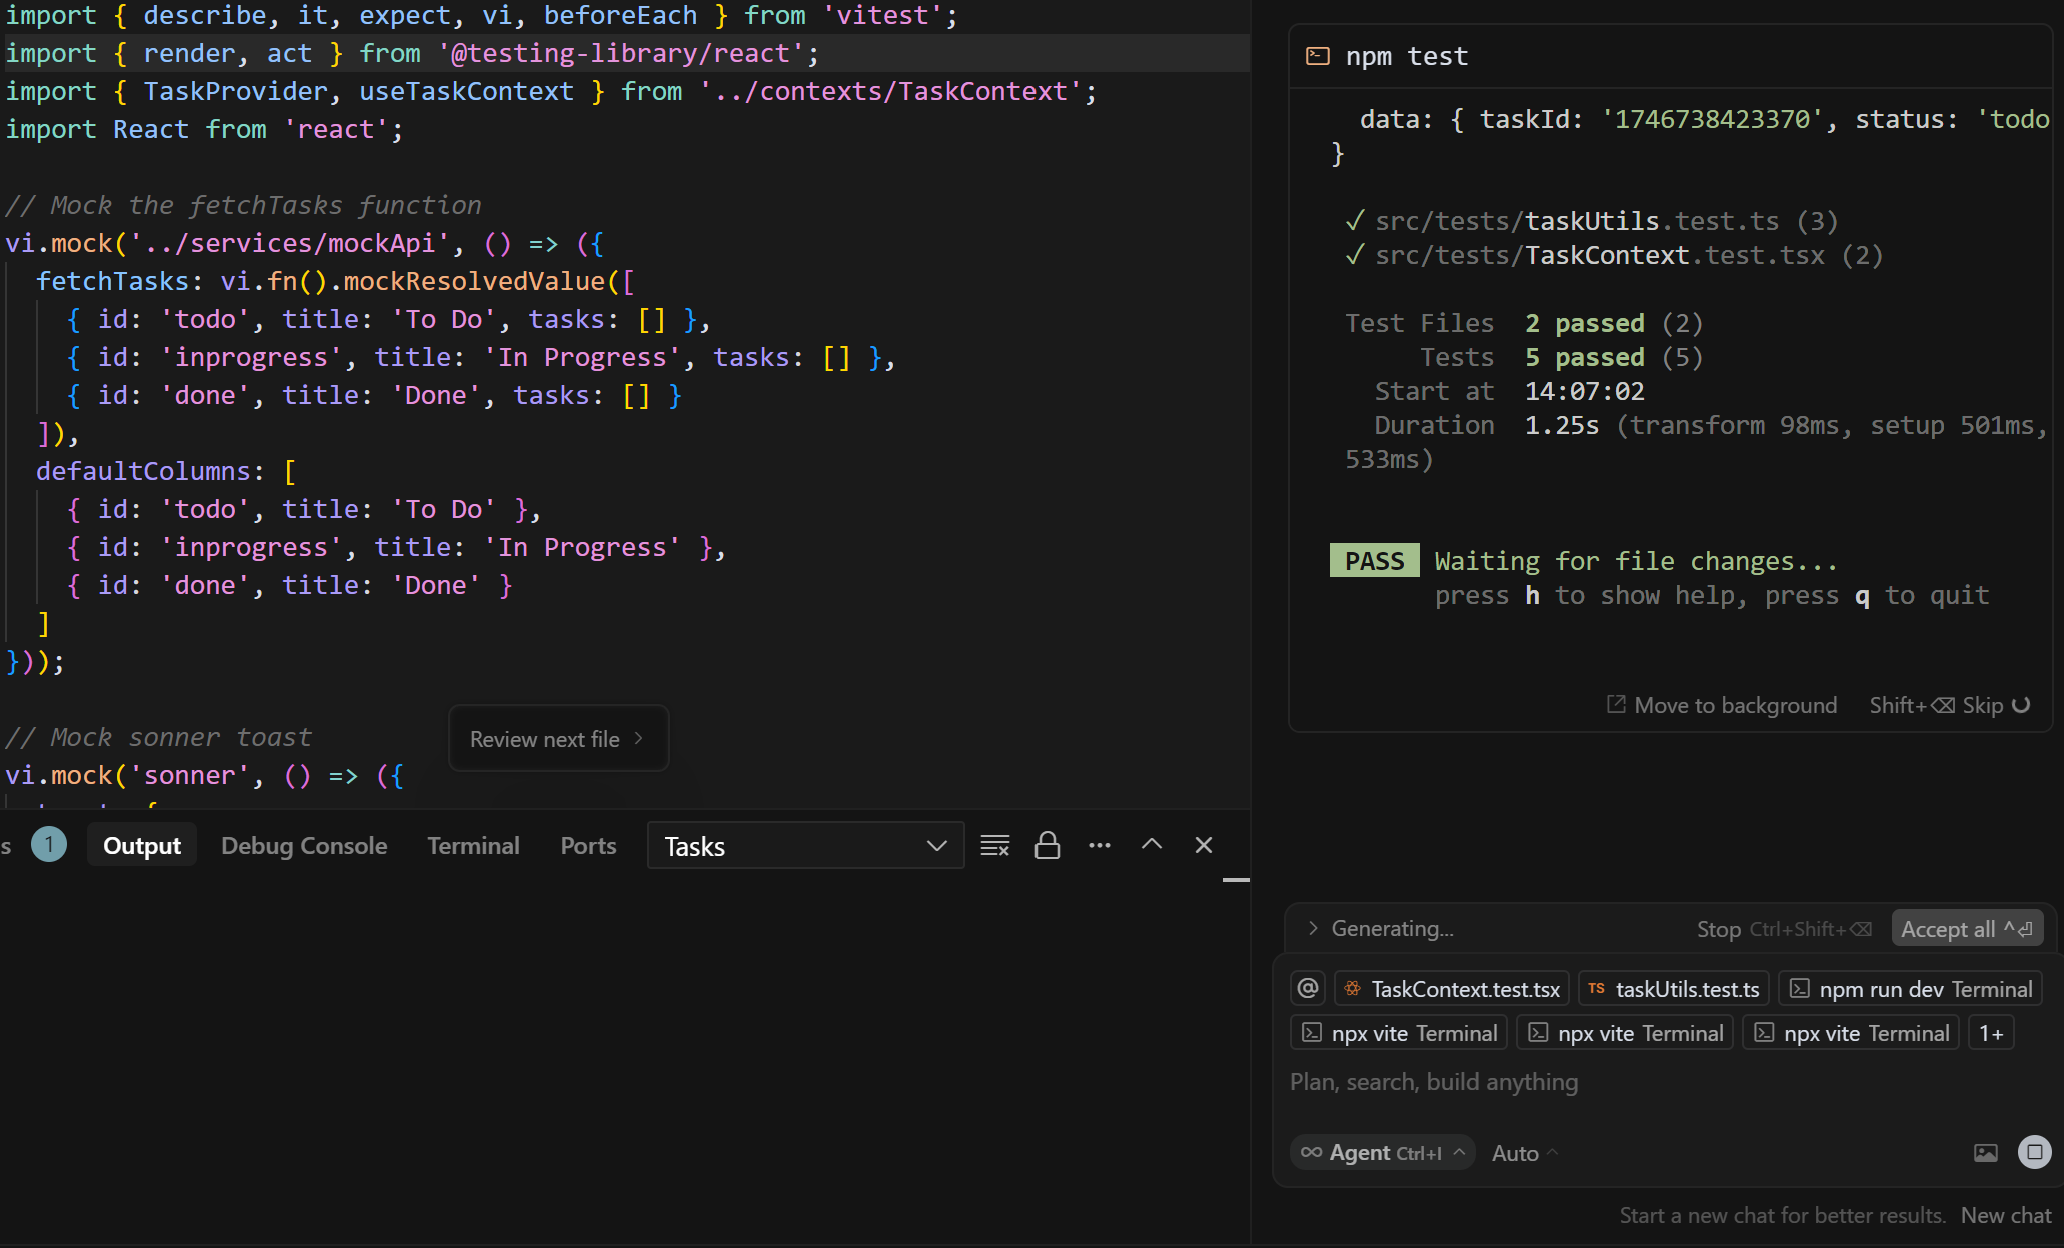 import { describe, it, expect, vi, beforeEach } from 'vitest';
import { render, act } from '@testing-library/react';
import { TaskProvider, useTaskContext } from '../contexts/TaskContext';
import React from 'react';
// Mock the fetchTasks function
vi.mock('../services/mockApi', () => ({
fetchTasks: vi.fn().mockResolvedValue([
{ id: 'todo', title: 'To Do', tasks: [] },
{ id: 'inprogress', title: 'In Progress', tasks: [] },
{ id: 'done', title: 'Done', tasks: [] }
]),
defaultColumns: [
{ id: 'todo', title: 'To Do' },
{ id: 'inprogress', title: 'In Progress' },
{ id: 'done', title: 'Done' }
]
}));
// Mock sonner toast
vi.mock('sonner', () => ({
Review next file >
s 1 Output Debug Console Terminal Ports Tasks
npm test
data: { taskId: '1746738423370', status: 'todo
}
✓ src/tests/taskUtils.test.ts (3)
✓ src/tests/TaskContext.test.tsx (2)
Test Files 2 passed (2)
Tests 5 passed (5)
Start at 14:07:02
Duration 1.25s (transform 98ms, setup 501ms,
533ms)
PASS Waiting for file changes...
press h to show help, press q to quit
Move to background Shift+⌫ Skip
> Generating... Stop Ctrl+Shift+⌫ Accept all ^⏎
@ TaskContext.test.tsx TS taskUtils.test.ts npm run dev Terminal
npx vite Terminal npx vite Terminal npx vite Terminal 1+
Plan, search, build anything
∞ Agent Ctrl+I ^ Auto ^
Start a new chat for better results. New chat